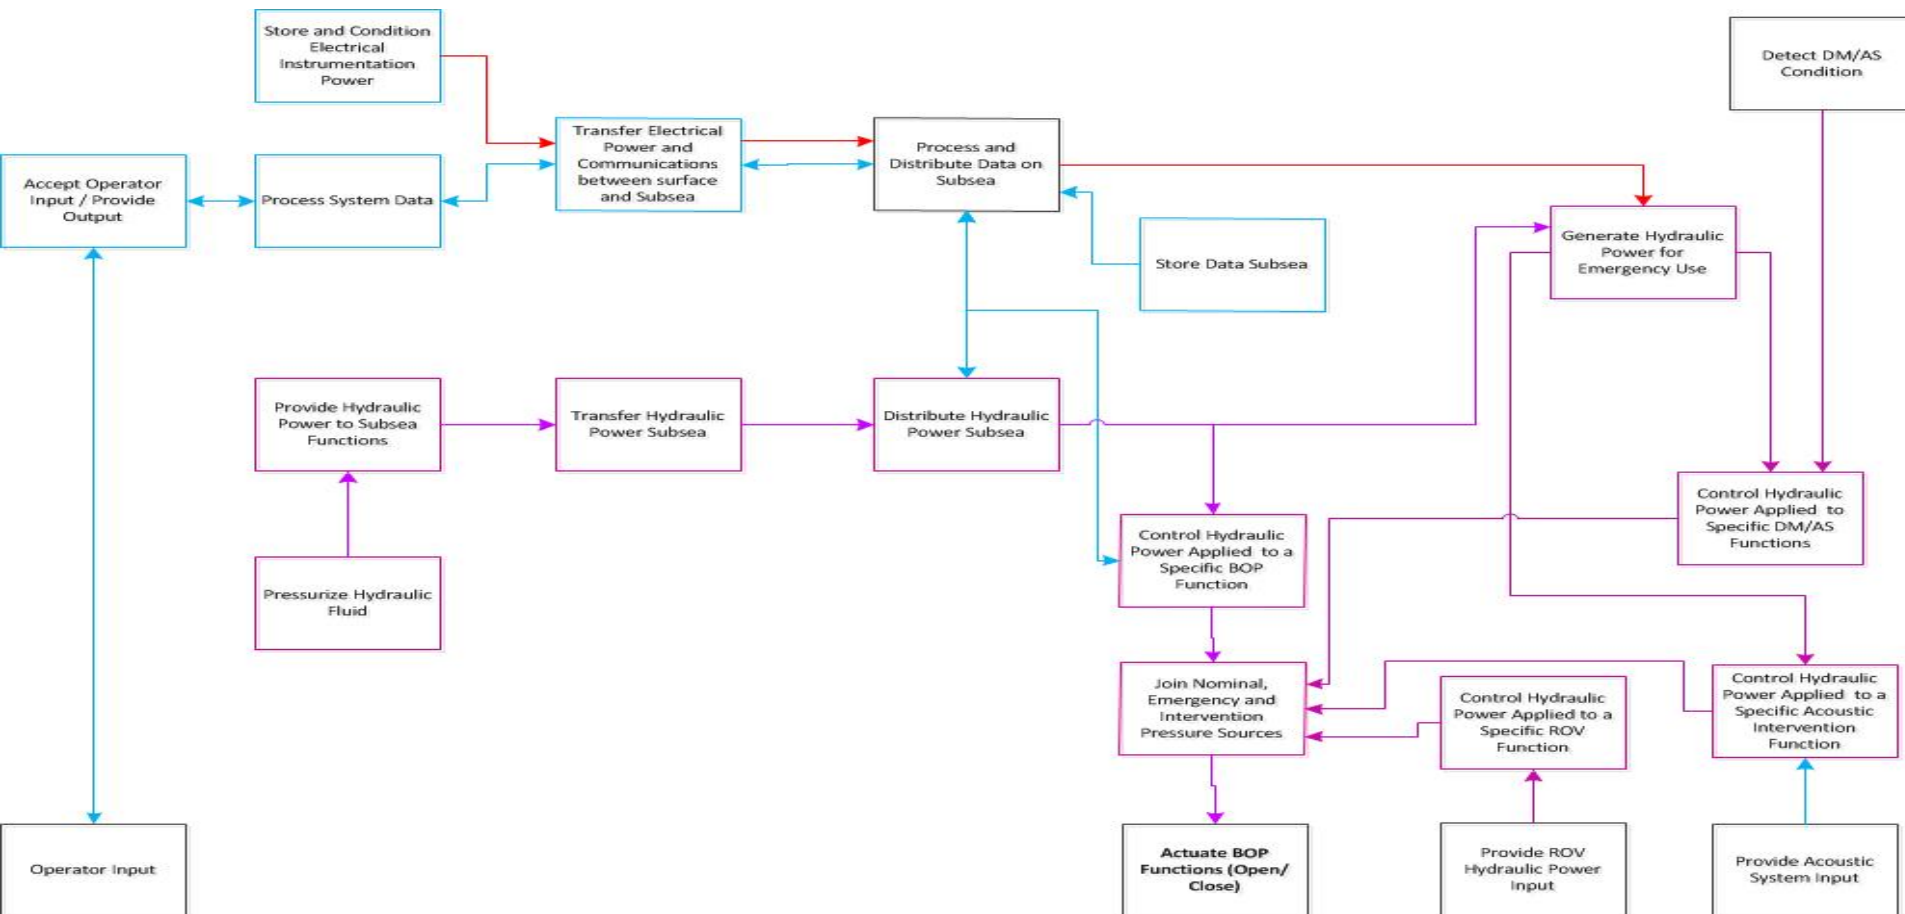 Store and Condition
Electrical
Instrumentation
Power
Detect DM/AS
Condition
Transfer Electrical
Power and
Communications
between surface
and Subsea
Process and
Distribute Data on
Subsea
Accept Operator
Input / Provide
Output
Process System Data
Store Data Subsea
Generate Hydraulic
Power for
Emergency Use
Provide Hydraulic
Power to Subsea
Functions
Transfer Hydraulic
Power Subsea
Distribute Hydraulic
Power Subsea
Control Hydraulic
Power Applied to
Specific DM/AS
Functions
Control Hydraulic
Power Applied to a
Specific BOP
Function
Pressurize Hydraulic
Fluid
Join Nominal,
Emergency and
Intervention
Pressure Sources
Control Hydraulic
Power Applied to a
Specific ROV
Function
Control Hydraulic
Power Applied to a
Specific Acoustic
Intervention
Function
Operator Input
Actuate BOP
Functions (Open/
Close)
Provide ROV
Hydraulic Power
Input
Provide Acoustic
System Input